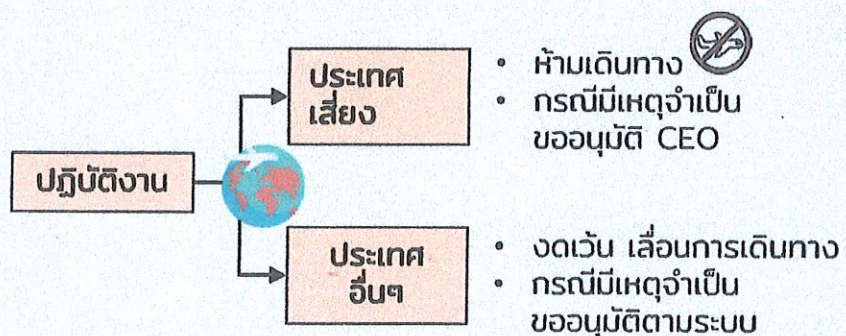 ปฏิบัติงาน
ประเทศ
เสี่ยง
• ห้ามเดินทาง
• กรณีมีเหตุจำเป็น
ขออนุมัติ CEO
ประเทศ
อื่นๆ
• งดเว้น เลื่อนการเดินทาง
• กรณีมีเหตุจำเป็น
ขออนุมัติตามระบบ